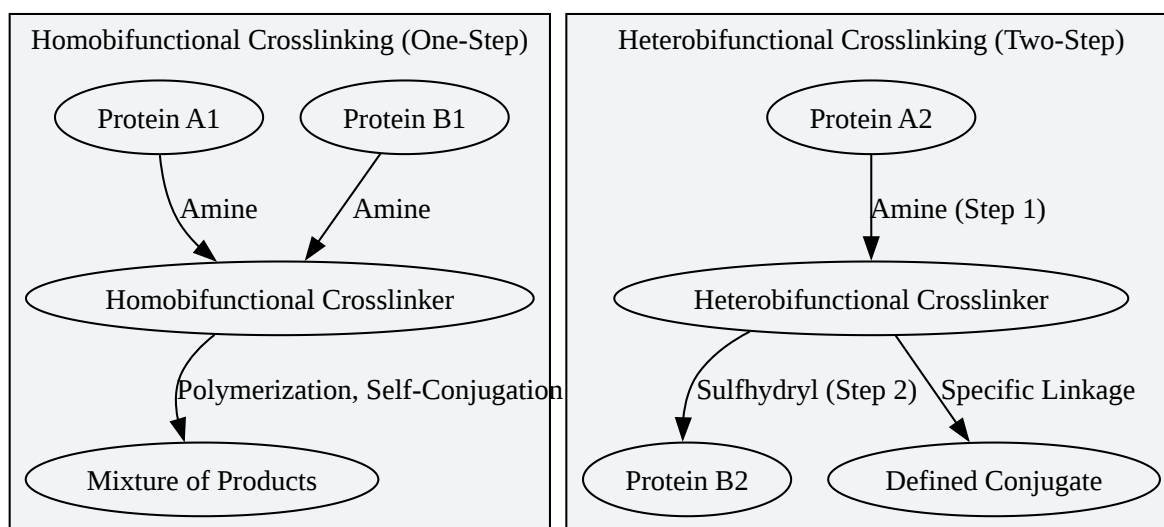 Homobifunctional Crosslinking (One-Step)
Protein A1
Protein B1
Amine
Amine
Homobifunctional Crosslinker
Polymerization, Self-Conjugation
Mixture of Products
Heterobifunctional Crosslinking (Two-Step)
Protein A2
Amine (Step 1)
Heterobifunctional Crosslinker
Sulfhydryl (Step 2)
Specific Linkage
Protein B2
Defined Conjugate